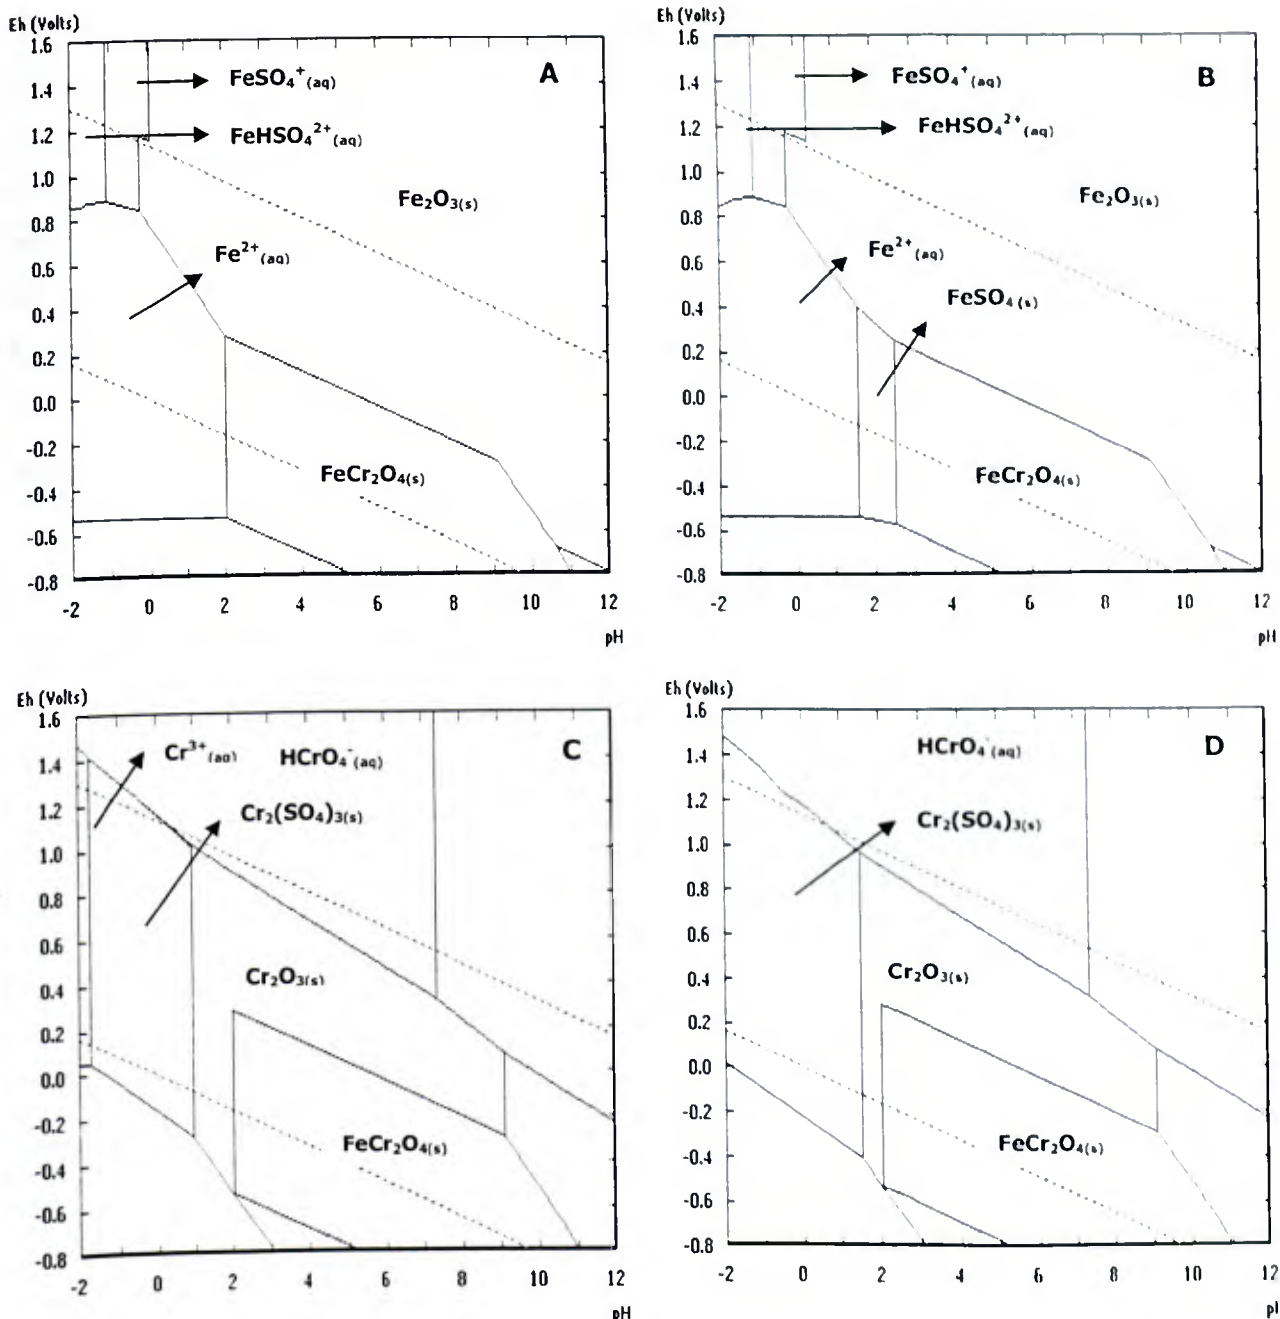 Eh (Volts)
1.6
1.4
1.2
1.0
0.8
0.6
0.4
0.2
0.0
-0.2
-0.4
-0.6
-0.8
-2 0 2 4 6 8 10 12
pH
A
FeSO₄⁺(aq)
FeHSO₄²⁺(aq)
Fe₂O₃(s)
Fe²⁺(aq)
FeCr₂O₄(s)
Eh (Volts)
1.6
1.4
1.2
1.0
0.8
0.6
0.4
0.2
0.0
-0.2
-0.4
-0.6
-0.8
-2 0 2 4 6 8 10 12
pH
B
FeSO₄⁺(aq)
FeHSO₄²⁺(aq)
Fe₂O₃(s)
Fe²⁺(aq)
FeSO₄(s)
FeCr₂O₄(s)
Eh (Volts)
1.6
1.4
1.2
1.0
0.8
0.6
0.4
0.2
0.0
-0.2
-0.4
-0.6
-0.8
-2 0 2 4 6 8 10 12
pH
C
Cr³⁺(aq) HCrO₄⁻(aq)
Cr₂(SO₄)₃(s)
Cr₂O₃(s)
FeCr₂O₄(s)
Eh (Volts)
1.6
1.4
1.2
1.0
0.8
0.6
0.4
0.2
0.0
-0.2
-0.4
-0.6
-0.8
-2 0 2 4 6 8 10 12
D
HCrO₄⁻(aq)
Cr₂(SO₄)₃(s)
Cr₂O₃(s)
FeCr₂O₄(s)